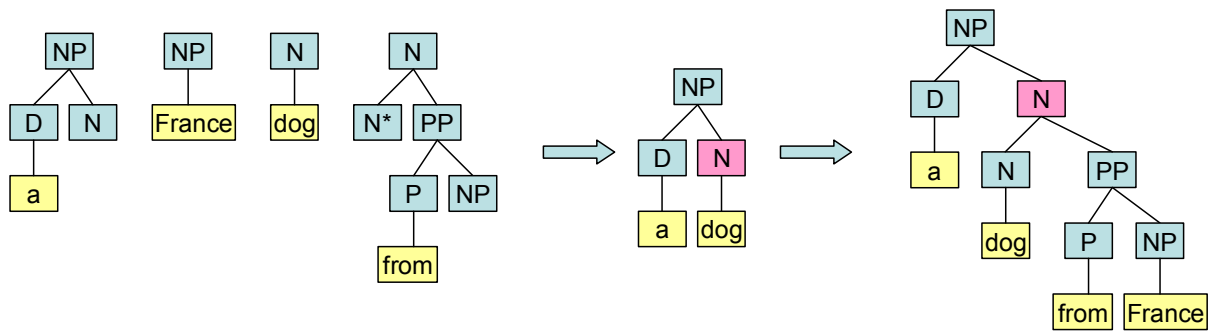 NP NP N N
D N France dog N* PP
a P NP
from
NP
D N
a dog
NP
D N
a N PP
dog P NP
from France